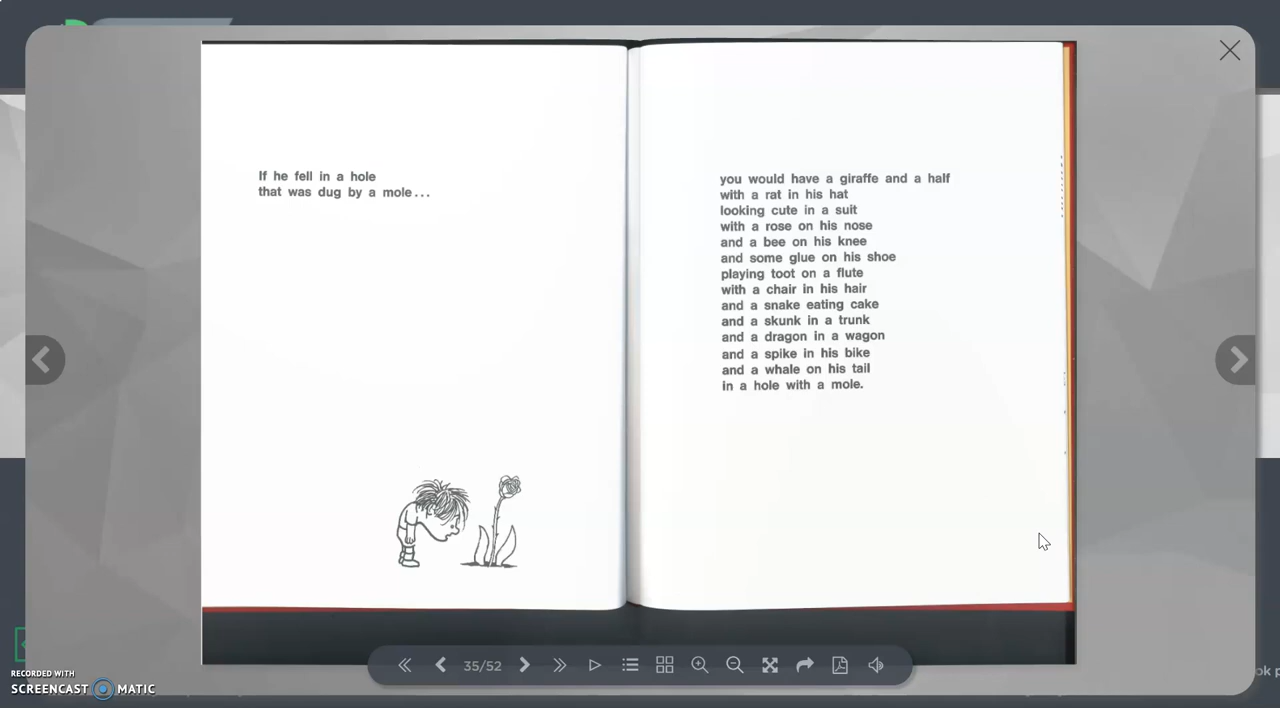 If he fell in a hole
that was dug by a mole...
you would have a giraffe and a half
with a rat in his hat
looking cute in a suit
with a rose on his nose
and a bee on his knee
and some glue on his shoe
playing toot on a flute
with a chair in his hair
and a snake eating cake
and a skunk in a trunk
and a dragon in a wagon
and a spike in his bike
and a whale on his tail
in a hole with a mole.
35/52
RECORDED WITH
SCREENCAST MATIC